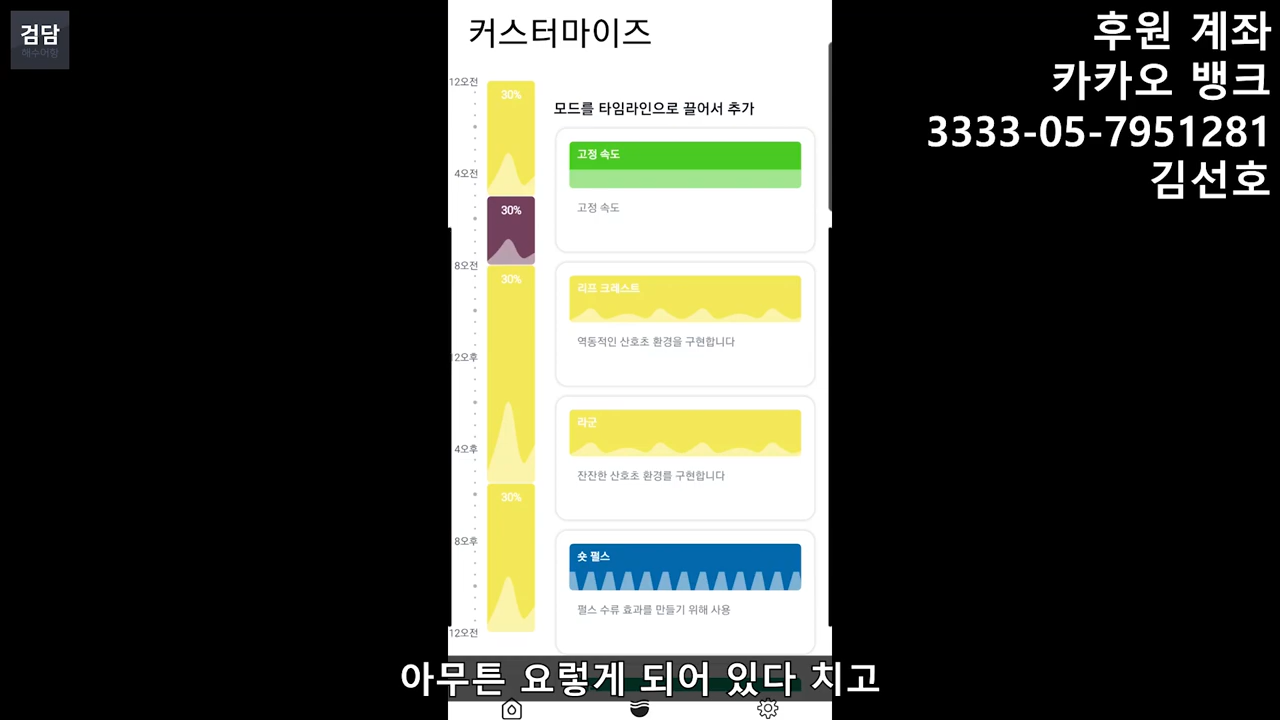 검담
해수어항
커스터마이즈
후원 계좌
카카오 뱅크
3333-05-7951281
김선호
12오전
4오전
8오전
12오후
4오후
8오후
12오전
30%
30%
30%
30%
모드를 타임라인으로 끌어서 추가
고정 속도
고정 속도
리프 크레스트
역동적인 산호초 환경을 구현합니다
라군
잔잔한 산호초 환경를 구현합니다
숏 펄스
펄스 수류 효과를 만들기 위해 사용
아무튼 요렇게 되어 있다 치고